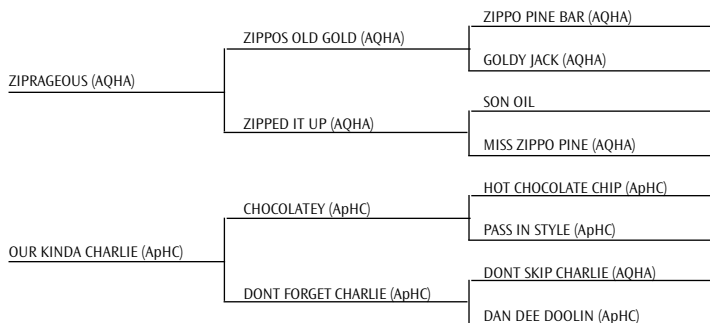 ZIPPO PINE BAR (AQHA)
ZIPPOS OLD GOLD (AQHA)
GOLDY JACK (AQHA)
ZIPRAGEOUS (AQHA)
SON OIL
ZIPPED IT UP (AQHA)
MISS ZIPPO PINE (AQHA)
HOT CHOCOLATE CHIP (ApHC)
CHOCOLATEY (ApHC)
PASS IN STYLE (ApHC)
OUR KINDA CHARLIE (ApHC)
DONT SKIP CHARLIE (AQHA)
DONT FORGET CHARLIE (ApHC)
DAN DEE DOOLIN (ApHC)